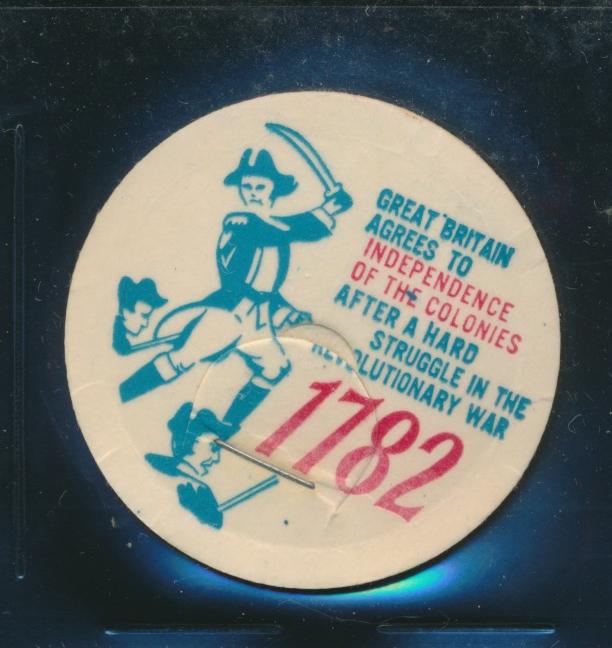 GREAT BRITAIN
AGREES TO
INDEPENDENCE
OF THE COLONIES
AFTER A HARD
STRUGGLE IN THE
REVOLUTIONARY WAR
1782